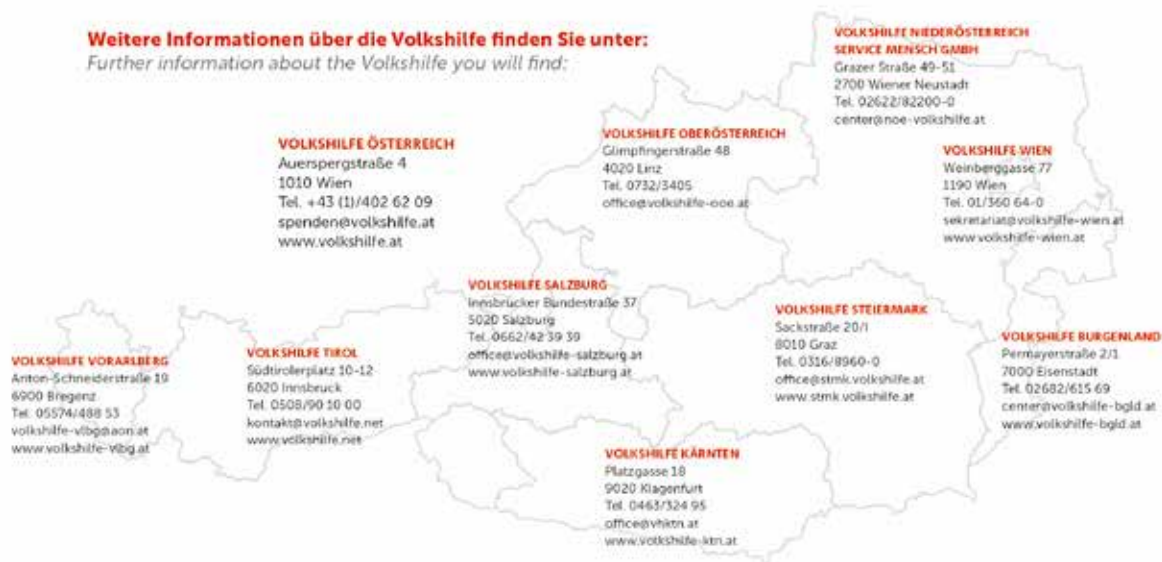 Weitere Informationen über die Volkshilfe finden Sie unter:
Further information about the Volkshilfe you will find:
VOLKSHILFE NIEDERÖSTERREICH
SERVICE MENSCH GMBH
Grazer Straße 49-51
2700 Wiener Neustadt
Tel. 02622/82200-0
center@noe-volkshilfe.at
VOLKSHILFE ÖSTERREICH
Auerspergstraße 4
1010 Wien
Tel. +43 (1)/402 62 09
spenden@volkshilfe.at
www.volkshilfe.at
VOLKSHILFE OBERÖSTERREICH
Glimpfingerstraße 48
4020 Linz
Tel. 0732/3405
office@volkshilfe-ooe.at
VOLKSHILFE WIEN
Weinberggasse 77
1190 Wien
Tel. 01/360 64-0
sekretariat@volkshilfe-wien.at
www.volkshilfe-wien.at
VOLKSHILFE SALZBURG
Innsbrucker Bundestraße 37
5020 Salzburg
Tel. 0662/42 39 39
office@volkshilfe-salzburg.at
www.volkshilfe-salzburg.at
VOLKSHILFE STEIERMARK
Sackstraße 20/I
8010 Graz
Tel. 0316/8960-0
office@stmk.volkshilfe.at
www.stmk.volkshilfe.at
VOLKSHILFE BURGENLAND
Permayerstraße 2/1
7000 Eisenstadt
Tel. 02682/615 69
center@volkshilfe-bgld.at
www.volkshilfe-bgld.at
VOLKSHILFE VORARLBERG
Anton-Schneiderstraße 19
6900 Bregenz
Tel. 05574/488 53
volkshilfe-vlbg@aon.at
www.volkshilfe-vlbg.at
VOLKSHILFE TIROL
Südtirolerplatz 10-12
6020 Innsbruck
Tel. 0508/90 10 00
kontakt@volkshilfe.net
www.volkshilfe.net
VOLKSHILFE KÄRNTEN
Platzgasse 18
9020 Klagenfurt
Tel. 0463/324 95
office@vhktn.at
www.volkshilfe-ktn.at